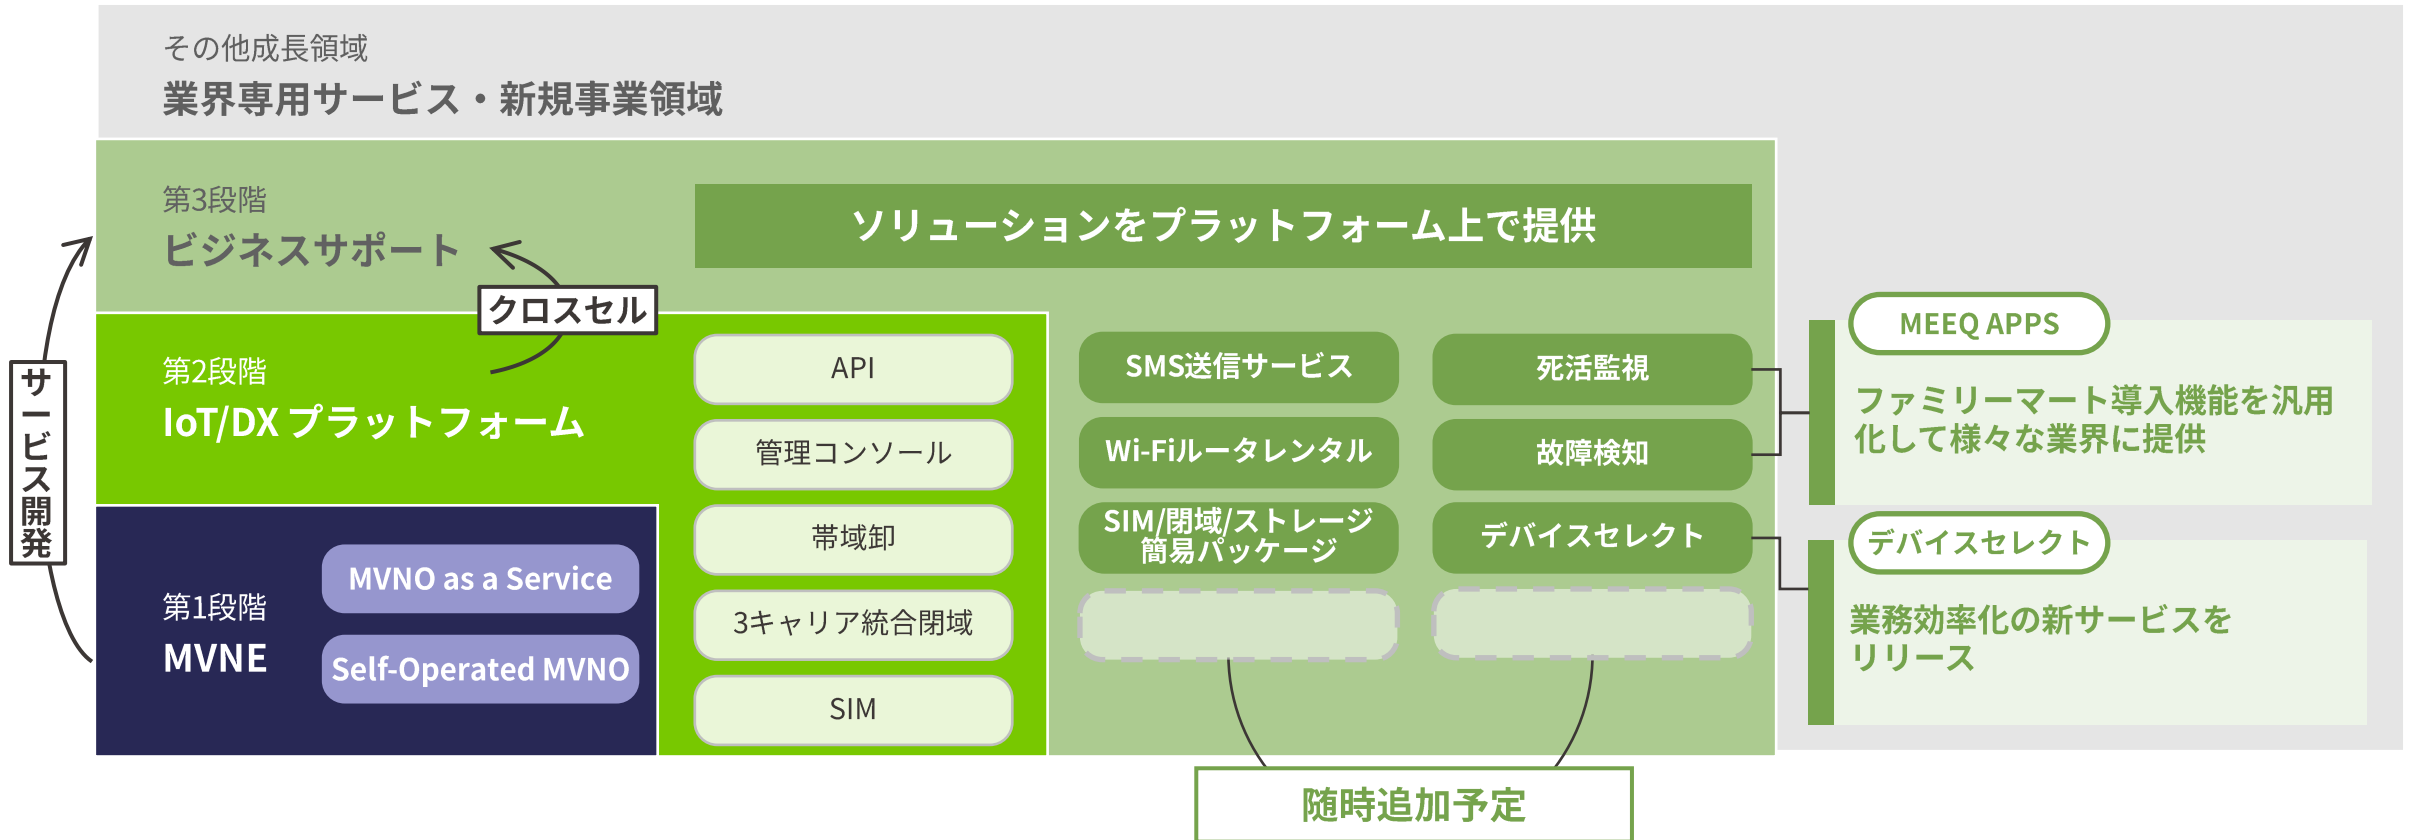 その他成長領域
業界専用サービス・新規事業領域
第3段階
ビジネスサポート
ソリューションをプラットフォーム上で提供
クロスセル
サービス開発
第2段階
IoT/DX プラットフォーム
API
管理コンソール
帯域卸
3キャリア統合閉域
SIM
第1段階
MVNE
MVNO as a Service
Self-Operated MVNO
SMS送信サービス
Wi-Fiルータレンタル
SIM/閉域/ストレージ
簡易パッケージ
死活監視
故障検知
デバイスセレクト
MEEQ APPS
ファミリーマート導入機能を汎用
化して様々な業界に提供
デバイスセレクト
業務効率化の新サービスを
リリース
随時追加予定